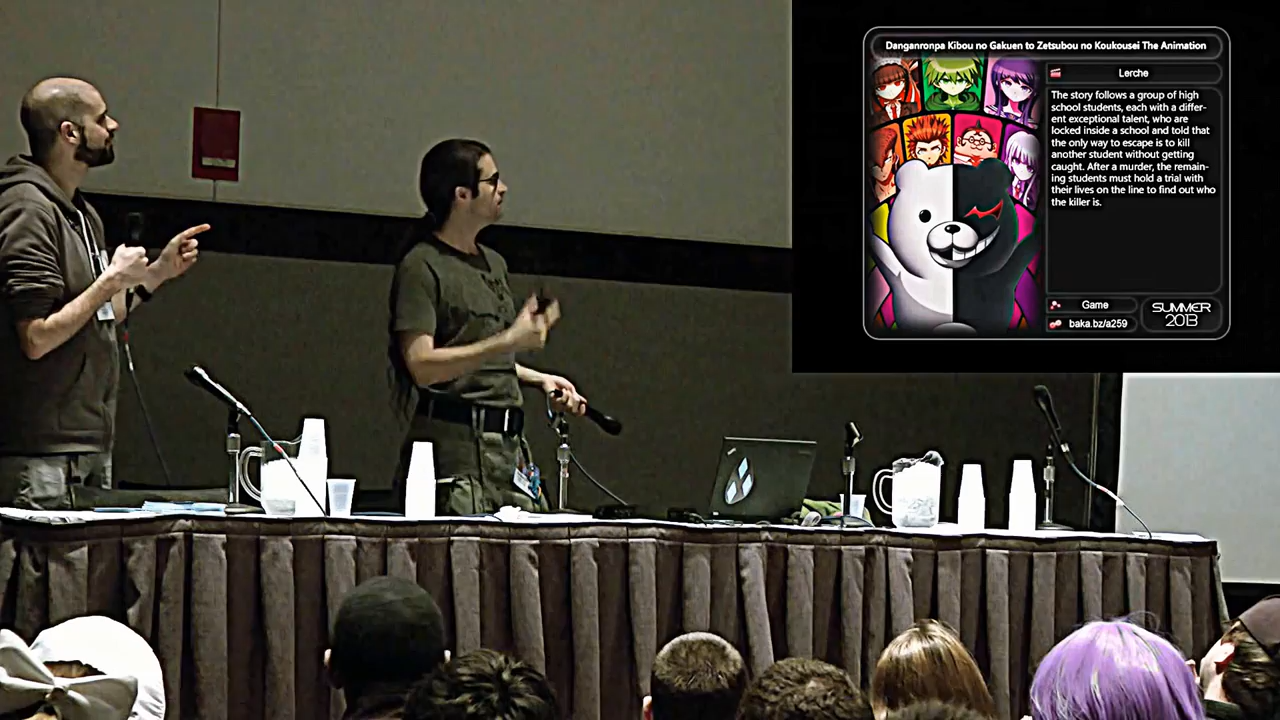 Danganronpa Kibou no Gakuen to Zetsubou no Koukousei The Animation
Lerche
The story follows a group of high
school students, each with a differ-
ent exceptional talent, who are
locked inside a school and told that
the only way to escape is to kill
another student without getting
caught. After a murder, the remain-
ing students must hold a trial with
their lives on the line to find out who
the killer is.
Game
baka.bz/a259
SUMMER
2013